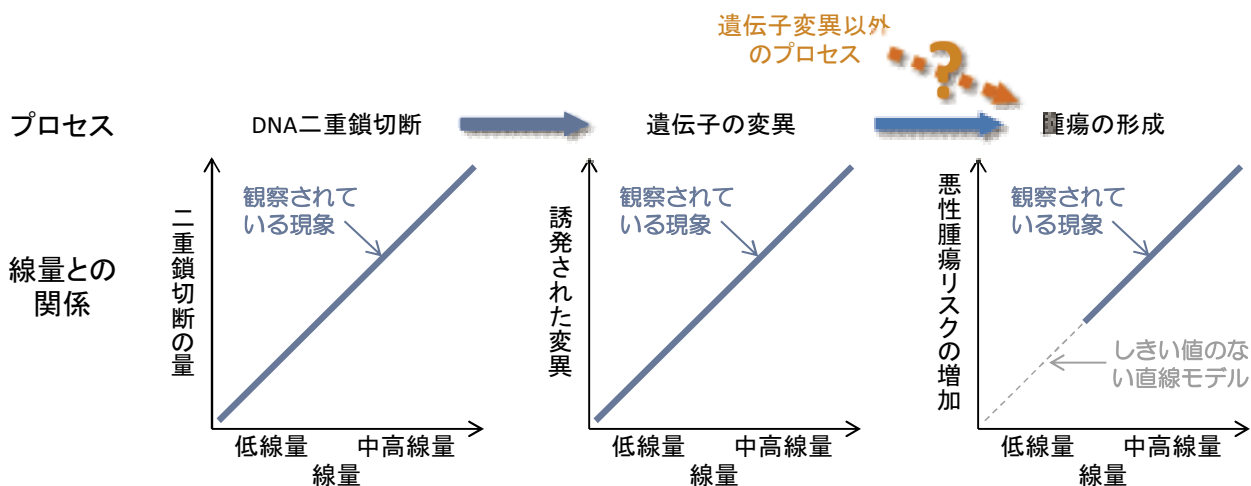 遺伝子変異以外
のプロセス
?
プロセス
DNA二重鎖切断
遺伝子の変異
腫瘍の形成
線量との
関係
二重鎖切断の量
観察されて
いる現象
低線量
中高線量
線量
誘発された変異
観察されて
いる現象
低線量
中高線量
線量
悪性腫瘍リスクの増加
観察されて
いる現象
しきい値のな
い直線モデル
低線量
中高線量
線量